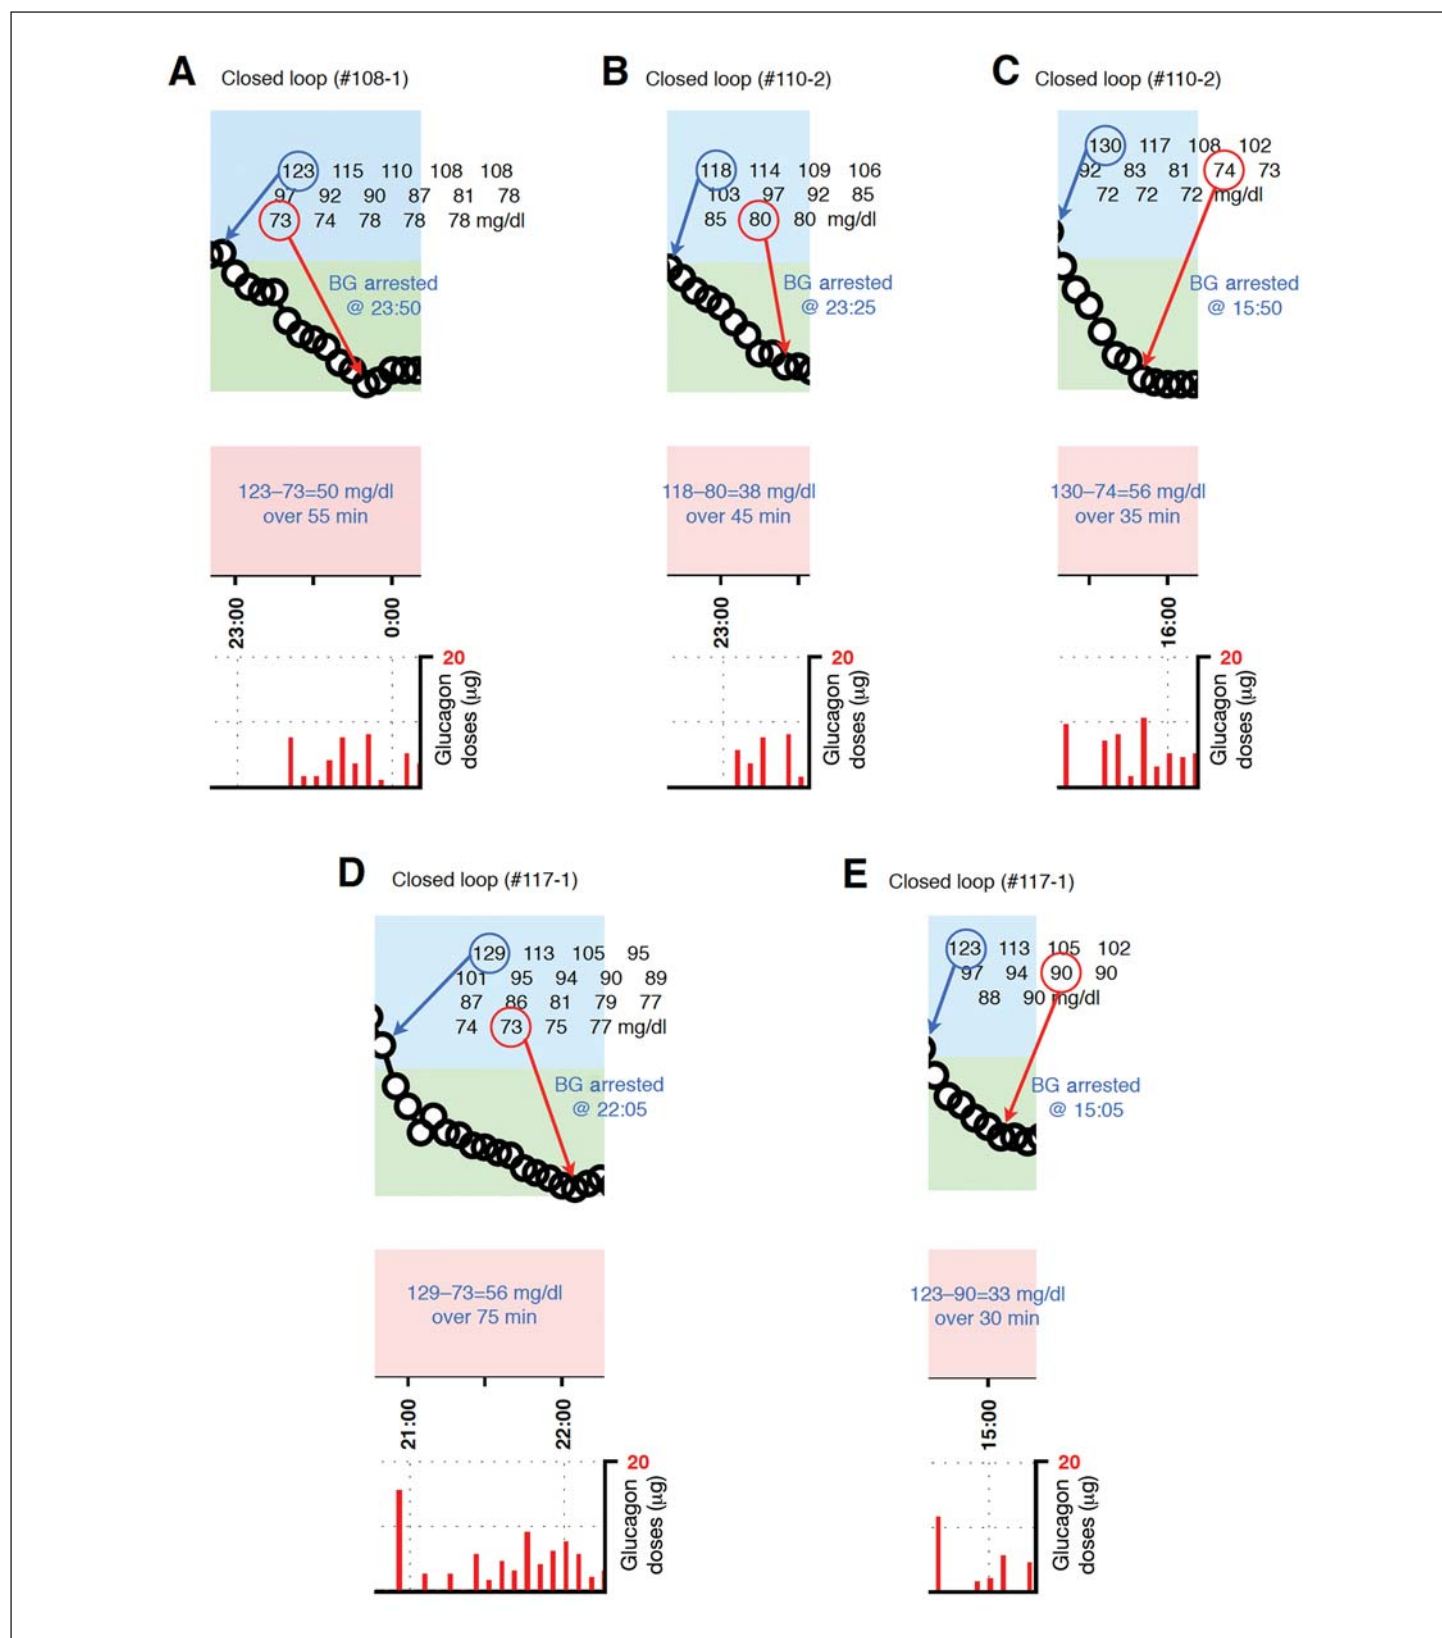 A Closed loop (#108-1)
123 115 110 108 108
97 92 90 87 81 78
73 74 78 78 78 mg/dl
BG arrested
@ 23:50
123–73=50 mg/dl
over 55 min
23:00 0:00
20
Glucagon
doses (µg)
B Closed loop (#110-2)
118 114 109 106
103 97 92 85
85 80 80 mg/dl
BG arrested
@ 23:25
118–80=38 mg/dl
over 45 min
23:00
20
Glucagon
doses (µg)
C Closed loop (#110-2)
130 117 108 102
92 83 81 74 73
72 72 72 mg/dl
BG arrested
@ 15:50
130–74=56 mg/dl
over 35 min
16:00
20
Glucagon
doses (µg)
D Closed loop (#117-1)
129 113 105 95
101 95 94 90 89
87 86 81 79 77
74 73 75 77 mg/dl
BG arrested
@ 22:05
129–73=56 mg/dl
over 75 min
21:00 22:00
20
Glucagon
doses (µg)
E Closed loop (#117-1)
123 113 105 102
97 94 90 90
88 90 mg/dl
BG arrested
@ 15:05
123–90=33 mg/dl
over 30 min
15:00
20
Glucagon
doses (µg)